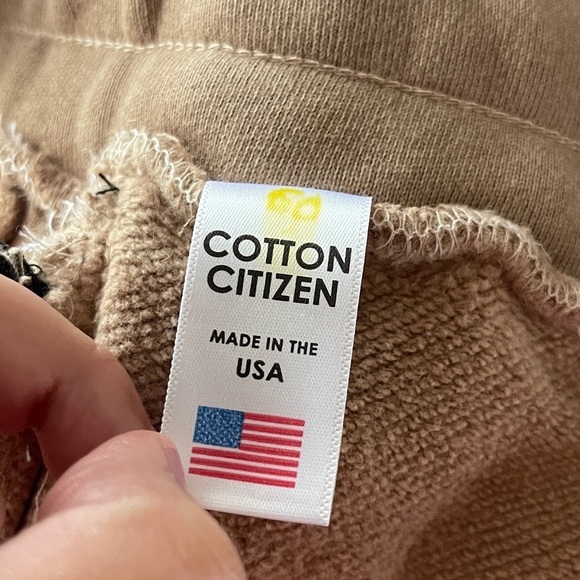 COTTON
CITIZEN
MADE IN THE
USA